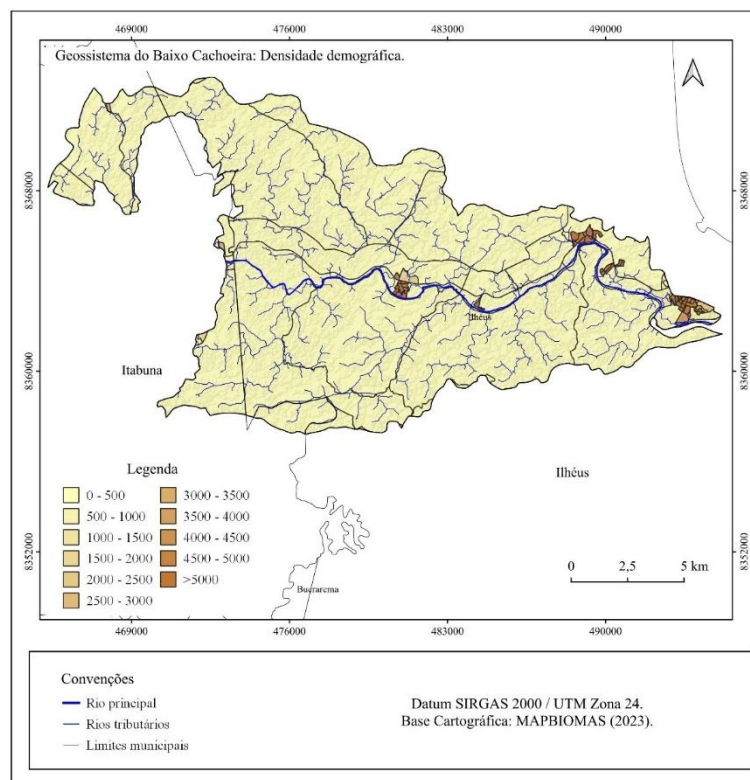 469000 476000 483000 490000
Geossistema do Baixo Cachoeira: Densidade demográfica.
8368000
8368000
Ilhéus
8360000
8360000
Itabuna
Ilhéus
Legenda
0 - 500
500 - 1000
1000 - 1500
1500 - 2000
2000 - 2500
2500 - 3000
3000 - 3500
3500 - 4000
4000 - 4500
4500 - 5000
>5000
8352000
8352000
Buerarema
0 2,5 5 km
469000 476000 483000 490000
Convenções
Rio principal
Rios tributários
Limites municipais
Datum SIRGAS 2000 / UTM Zona 24.
Base Cartográfica: MAPBIOMAS (2023).